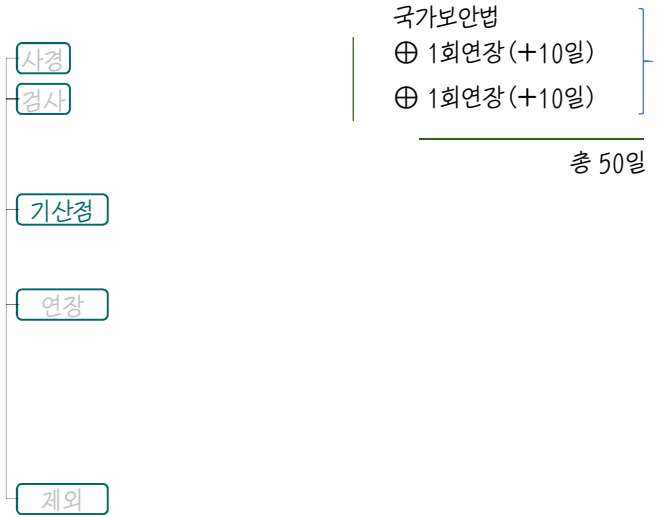 국가보안법
사경
⊕ 1회연장(+10일)
검사
⊕ 1회연장(+10일)
총 50일
기산점
연장
제외